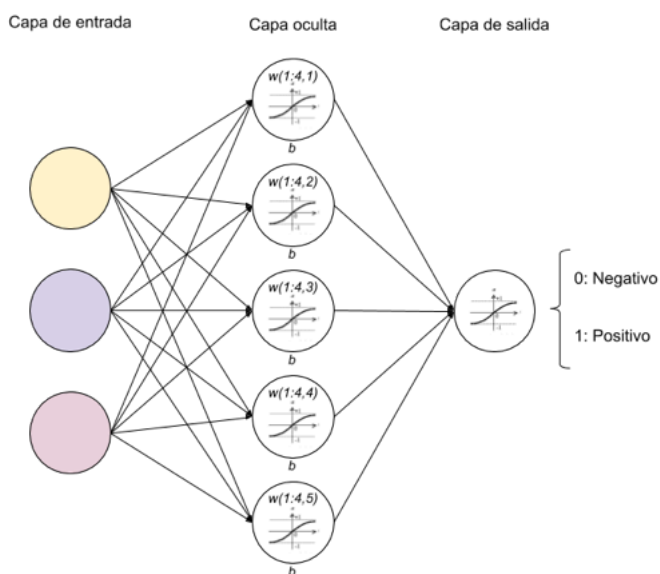 Capa de entrada
Capa oculta
Capa de salida
w(1:4,1)
b
w(1:4,2)
b
w(1:4,3)
b
w(1:4,4)
b
w(1:4,5)
b
0: Negativo
1: Positivo